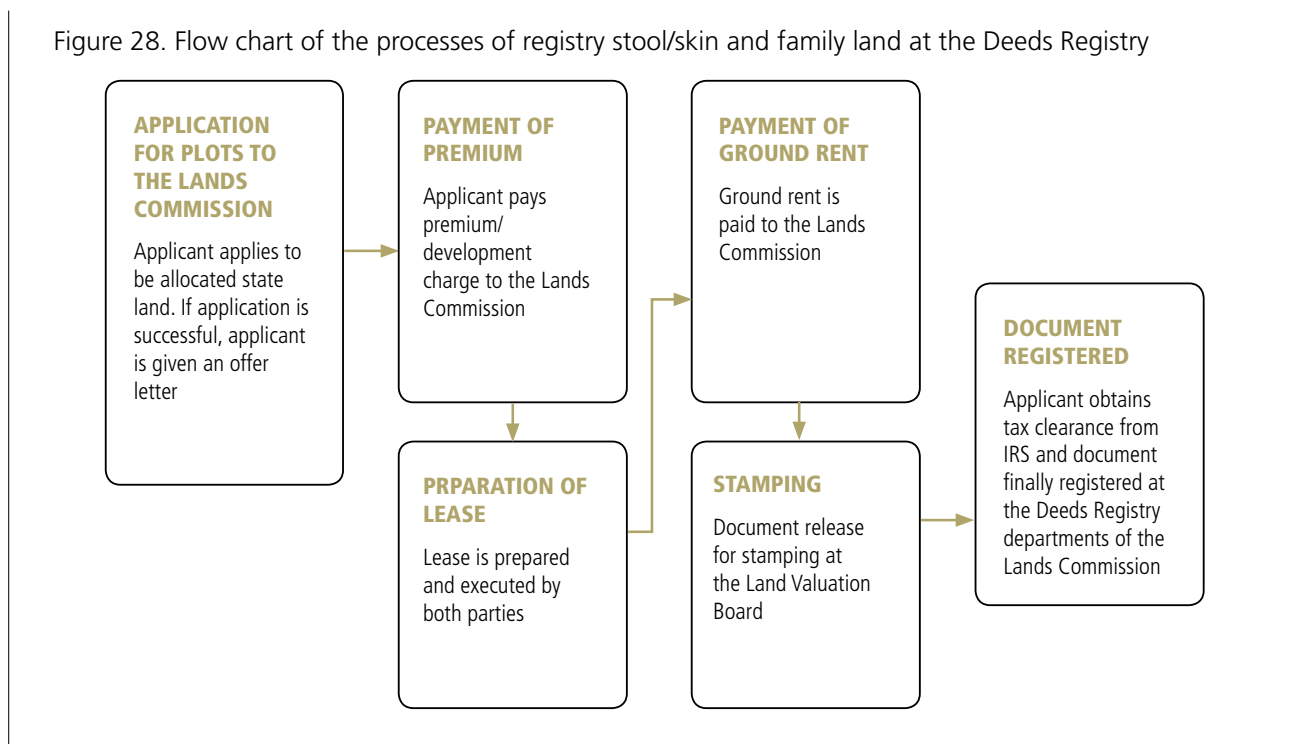 Figure 28. Flow chart of the processes of registry stool/skin and family land at the Deeds Registry
APPLICATION
FOR PLOTS TO
THE LANDS
COMMISSION
Applicant applies to
be allocated state
land. If application is
successful, applicant
is given an offer
letter
PAYMENT OF
PREMIUM
Applicant pays
premium/
development
charge to the Lands
Commission
PRPARATION OF
LEASE
Lease is prepared
and executed by
both parties
PAYMENT OF
GROUND RENT
Ground rent is
paid to the Lands
Commission
STAMPING
Document release
for stamping at
the Land Valuation
Board
DOCUMENT
REGISTERED
Applicant obtains
tax clearance from
IRS and document
finally registered at
the Deeds Registry
departments of the
Lands Commission